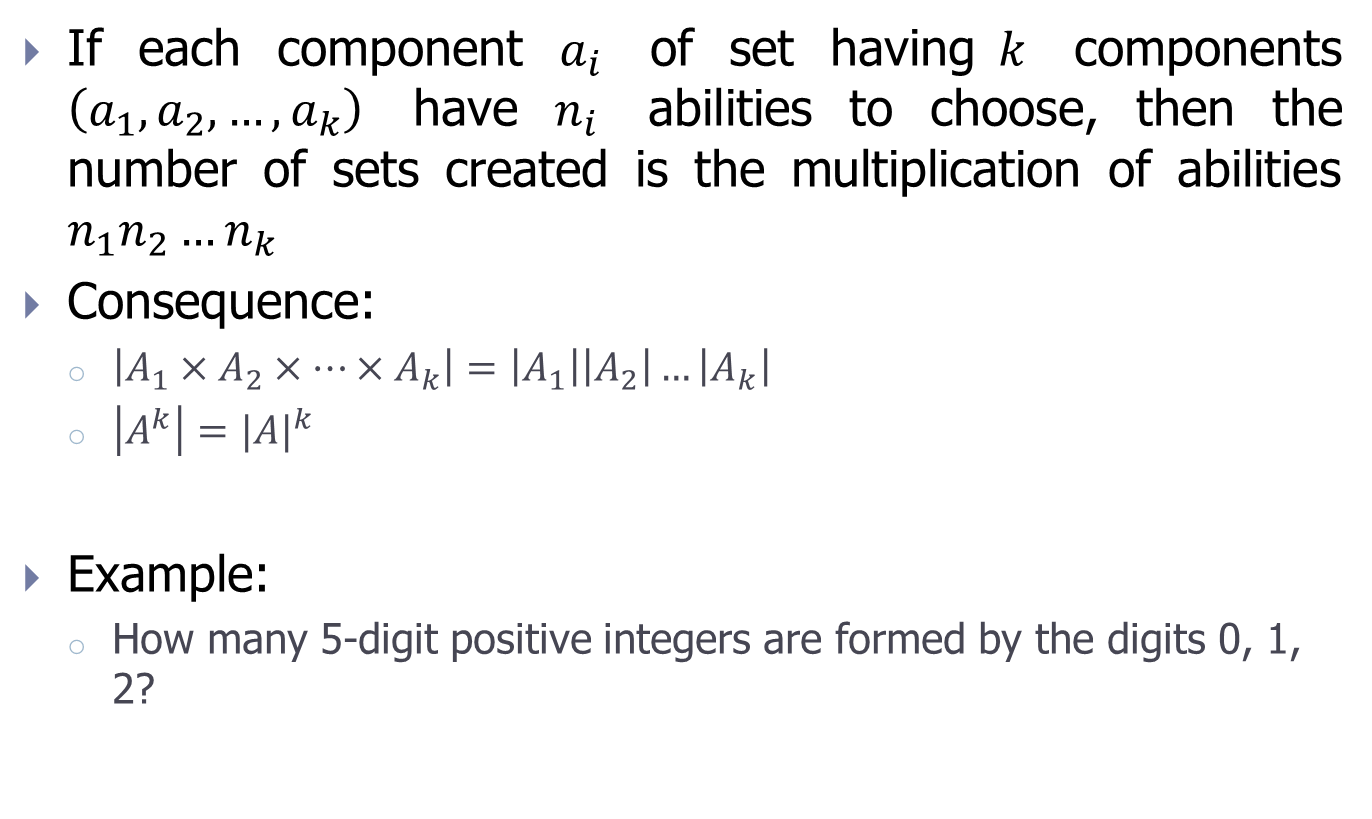 If each component aᵢ of set having k components
(a₁, a₂, … , aₖ) have nᵢ abilities to choose, then the
number of sets created is the multiplication of abilities
n₁n₂ … nₖ
Consequence:
|A₁ × A₂ × ⋯ × Aₖ| = |A₁||A₂| … |Aₖ|
|Aᵏ| = |A|ᵏ
Example:
How many 5-digit positive integers are formed by the digits 0, 1,
2?